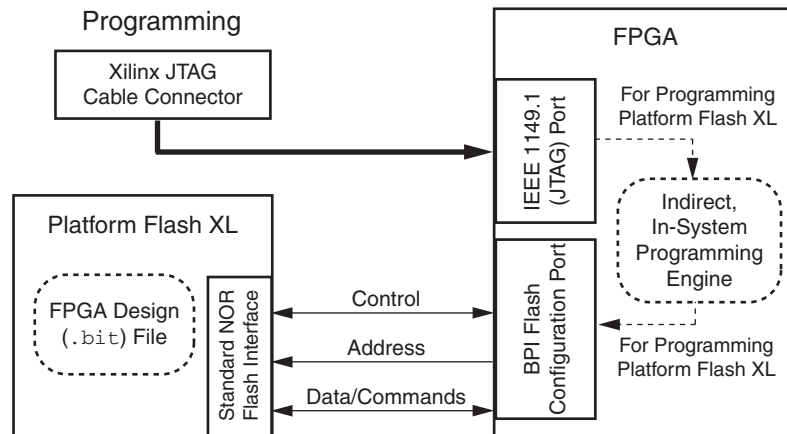 Programming
Xilinx JTAG
Cable Connector
FPGA
IEEE 1149.1
(JTAG) Port
For Programming
Platform Flash XL
Indirect,
In-System
Programming
Engine
For Programming
Platform Flash XL
BPI Flash
Configuration Port
Platform Flash XL
FPGA Design
(.bit) File
Standard NOR
Flash Interface
Control
Address
Data/Commands